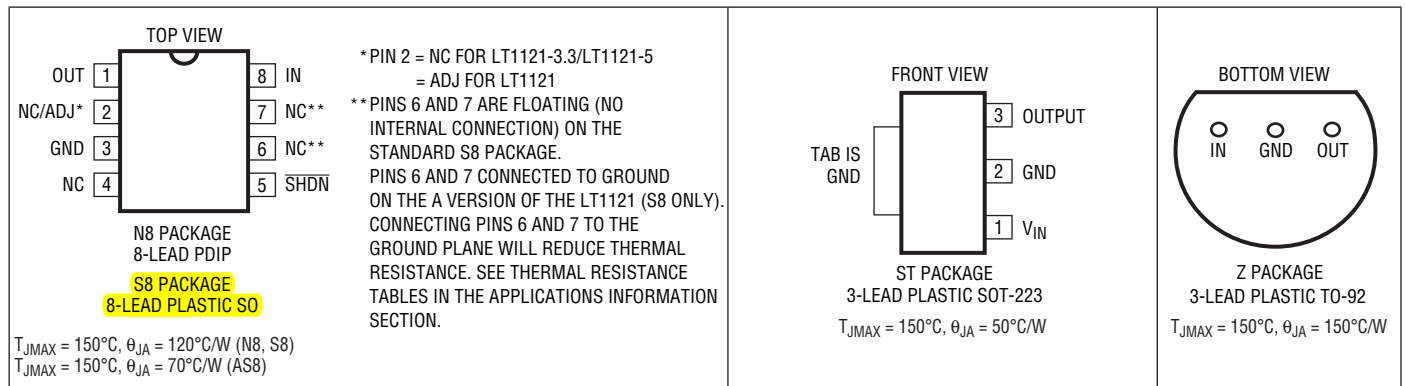 TOP VIEW
OUT 1
8 IN
NC/ADJ* 2
7 NC**
GND 3
6 NC**
NC 4
5 SHDN
N8 PACKAGE
8-LEAD PDIP
S8 PACKAGE
8-LEAD PLASTIC SO
TJMAX = 150°C, θJA = 120°C/W (N8, S8)
TJMAX = 150°C, θJA = 70°C/W (AS8)
*PIN 2 = NC FOR LT1121-3.3/LT1121-5
= ADJ FOR LT1121
**PINS 6 AND 7 ARE FLOATING (NO
INTERNAL CONNECTION) ON THE
STANDARD S8 PACKAGE.
PINS 6 AND 7 CONNECTED TO GROUND
ON THE A VERSION OF THE LT1121 (S8 ONLY).
CONNECTING PINS 6 AND 7 TO THE
GROUND PLANE WILL REDUCE THERMAL
RESISTANCE. SEE THERMAL RESISTANCE
TABLES IN THE APPLICATIONS INFORMATION
SECTION.
FRONT VIEW
3 OUTPUT
TAB IS
GND
2 GND
1 VIN
ST PACKAGE
3-LEAD PLASTIC SOT-223
TJMAX = 150°C, θJA = 50°C/W
BOTTOM VIEW
IN GND OUT
Z PACKAGE
3-LEAD PLASTIC TO-92
TJMAX = 150°C, θJA = 150°C/W